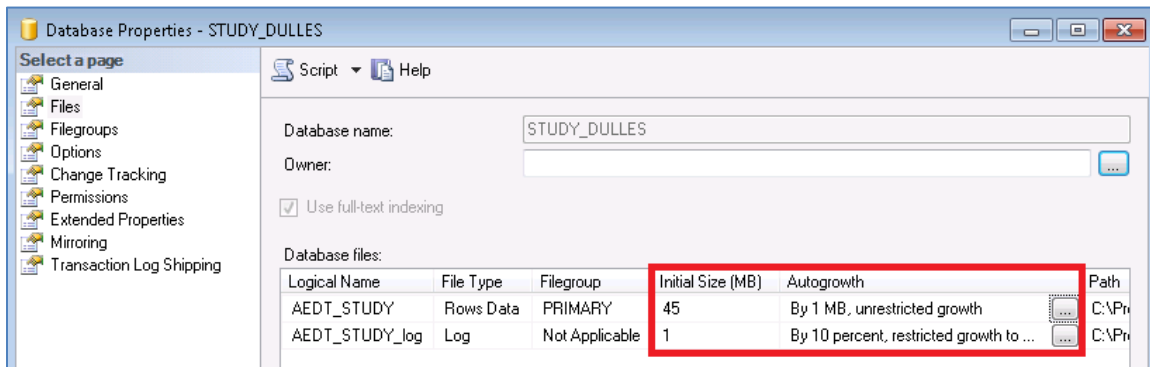 Database Properties - STUDY_DULLES
Select a page
General
Files
Filegroups
Options
Change Tracking
Permissions
Extended Properties
Mirroring
Transaction Log Shipping
Script Help
Database name: STUDY_DULLES
Owner: ...
Use full-text indexing
Database files:
Logical Name File Type Filegroup Initial Size (MB) Autogrowth Path
AEDT_STUDY Rows Data PRIMARY 45 By 1 MB, unrestricted growth ... C:\Pr
AEDT_STUDY_log Log Not Applicable 1 By 10 percent, restricted growth to ... ... C:\Pr